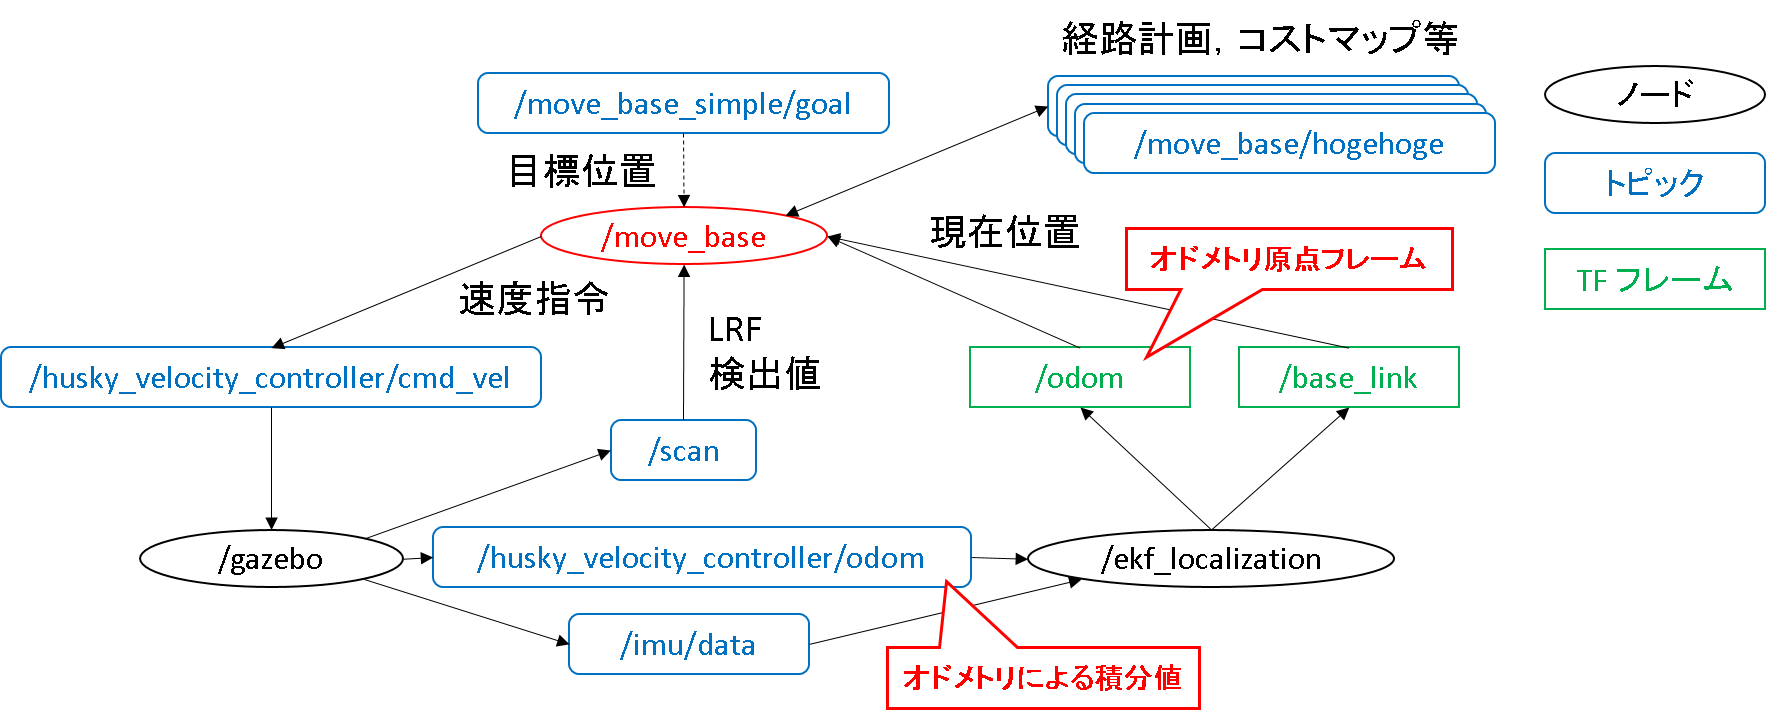 経路計画, コストマップ等
/move_base_simple/goal
/move_base/hogehoge
ノード
トピック
TF フレーム
目標位置
/move_base
現在位置
オドメトリ原点フレーム
速度指令
LRF
検出値
/husky_velocity_controller/cmd_vel
/odom
/base_link
/scan
/gazebo
/husky_velocity_controller/odom
/ekf_localization
/imu/data
オドメトリによる積分値